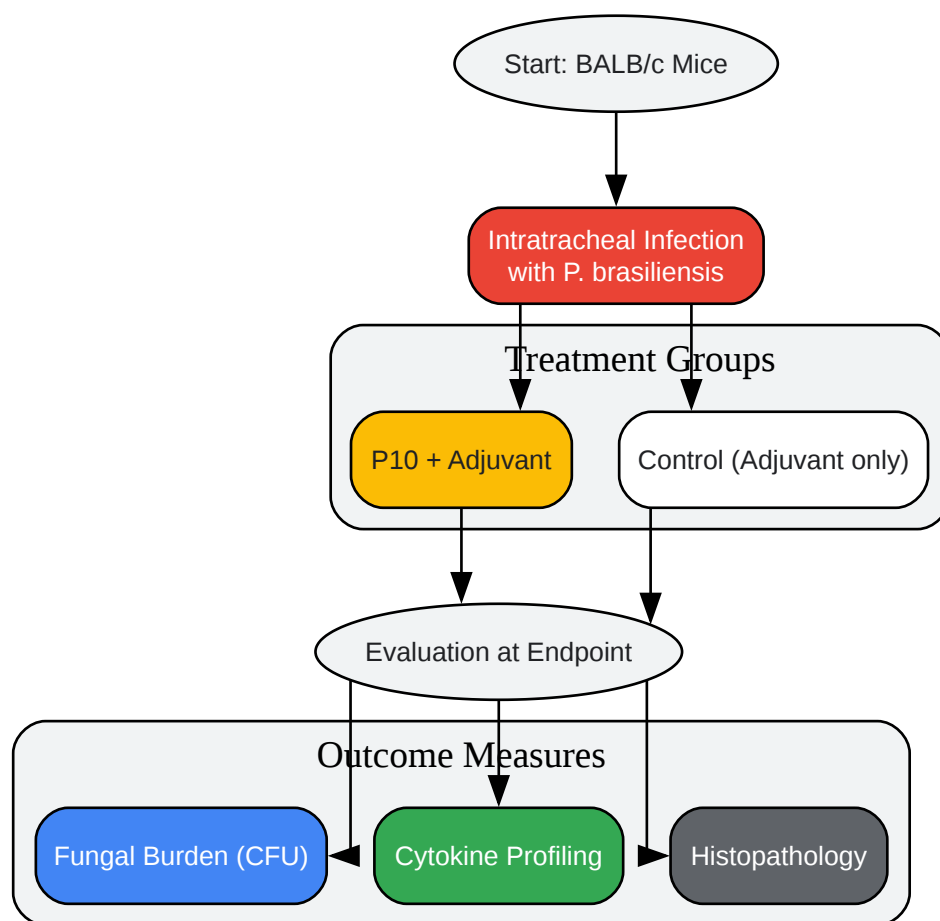 Start: BALB/c Mice
Intratracheal Infection
with P. brasiliensis
Treatment Groups
P10 + Adjuvant
Control (Adjuvant only)
Evaluation at Endpoint
Outcome Measures
Fungal Burden (CFU)
Cytokine Profiling
Histopathology